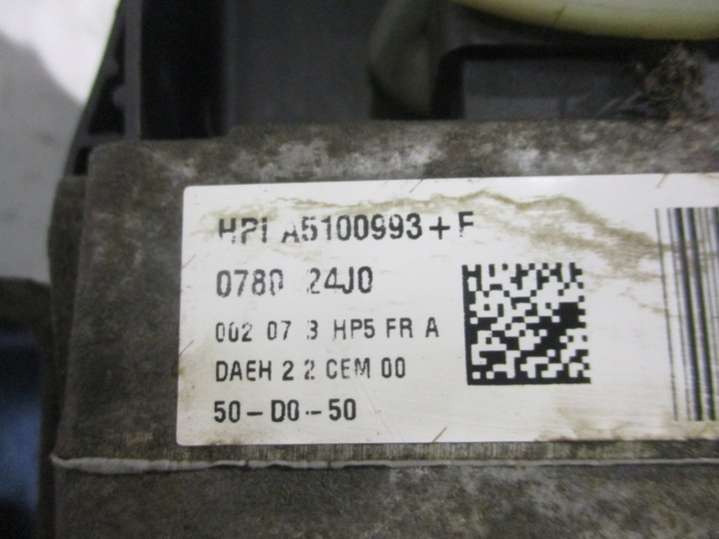 HPI A5100993+F
0780 24J0
002 07 3 HP5 FR A
DAEH 2 2 CEM 00
50-D0-50